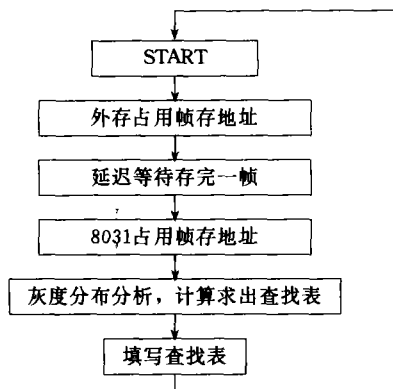 START
外存占用帧存地址
延迟等待存完一帧
8031占用帧存地址
灰度分布分析，计算求出查找表
填写查找表